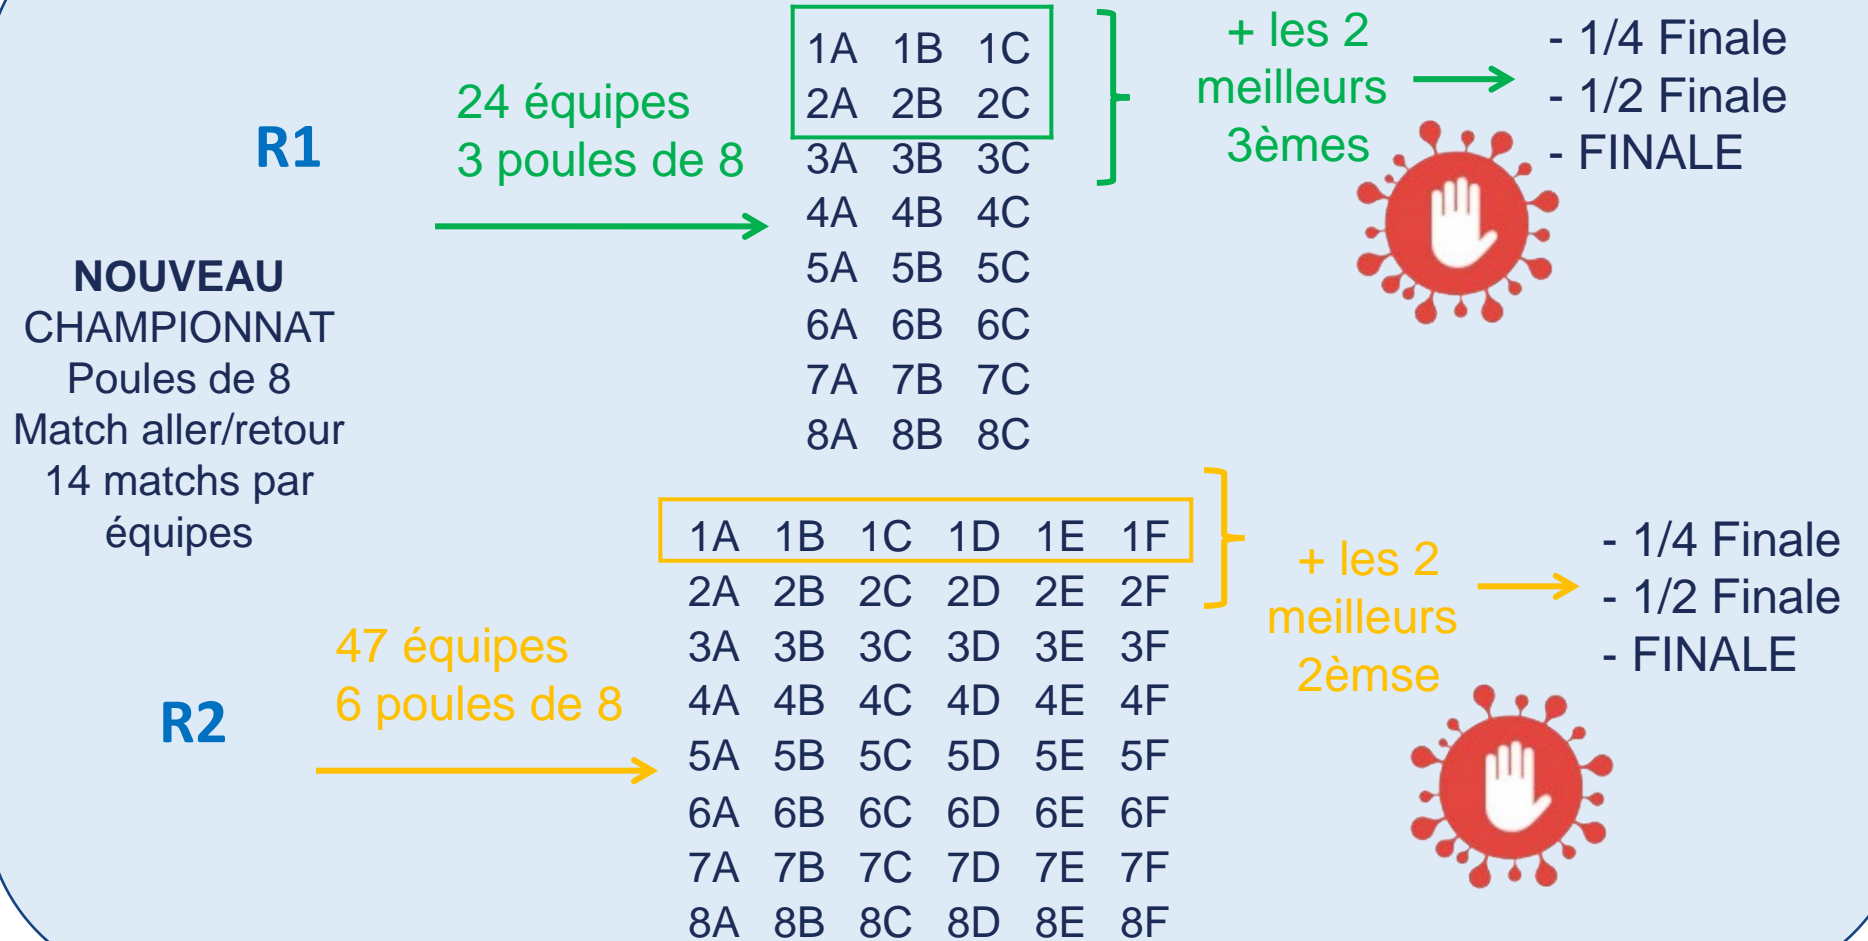 R1
24 équipes
3 poules de 8
1A 1B 1C
2A 2B 2C
3A 3B 3C
4A 4B 4C
5A 5B 5C
6A 6B 6C
7A 7B 7C
8A 8B 8C
+ les 2
meilleurs
3èmes
- 1/4 Finale
- 1/2 Finale
- FINALE
NOUVEAU
CHAMPIONNAT
Poules de 8
Match aller/retour
14 matchs par
équipes
R2
47 équipes
6 poules de 8
1A 1B 1C 1D 1E 1F
2A 2B 2C 2D 2E 2F
3A 3B 3C 3D 3E 3F
4A 4B 4C 4D 4E 4F
5A 5B 5C 5D 5E 5F
6A 6B 6C 6D 6E 6F
7A 7B 7C 7D 7E 7F
8A 8B 8C 8D 8E 8F
+ les 2
meilleurs
2èmse
- 1/4 Finale
- 1/2 Finale
- FINALE